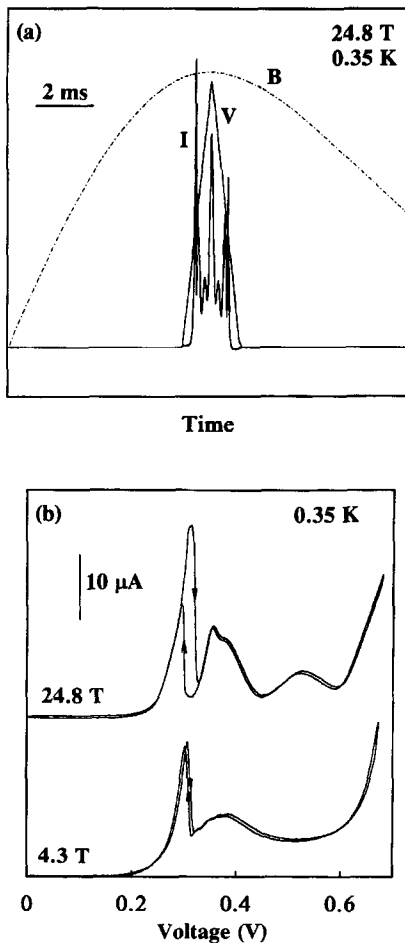 (a)
24.8 T
0.35 K
2 ms
B
I
V
Time
(b)
0.35 K
10 μA
24.8 T
4.3 T
0 0.2 0.4 0.6
Voltage (V)